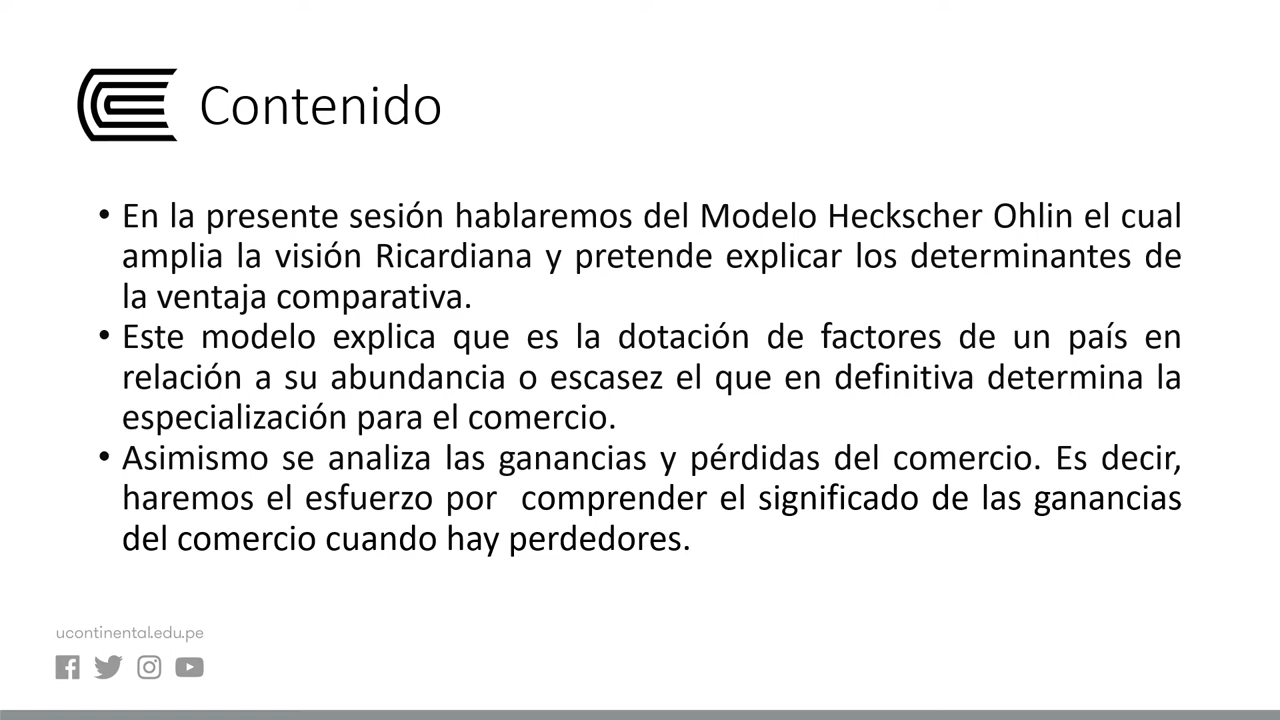 Contenido
• En la presente sesión hablaremos del Modelo Heckscher Ohlin el cual
amplia la visión Ricardiana y pretende explicar los determinantes de
la ventaja comparativa.
• Este modelo explica que es la dotación de factores de un país en
relación a su abundancia o escasez el que en definitiva determina la
especialización para el comercio.
• Asimismo se analiza las ganancias y pérdidas del comercio. Es decir,
haremos el esfuerzo por  comprender el significado de las ganancias
del comercio cuando hay perdedores.
ucontinental.edu.pe